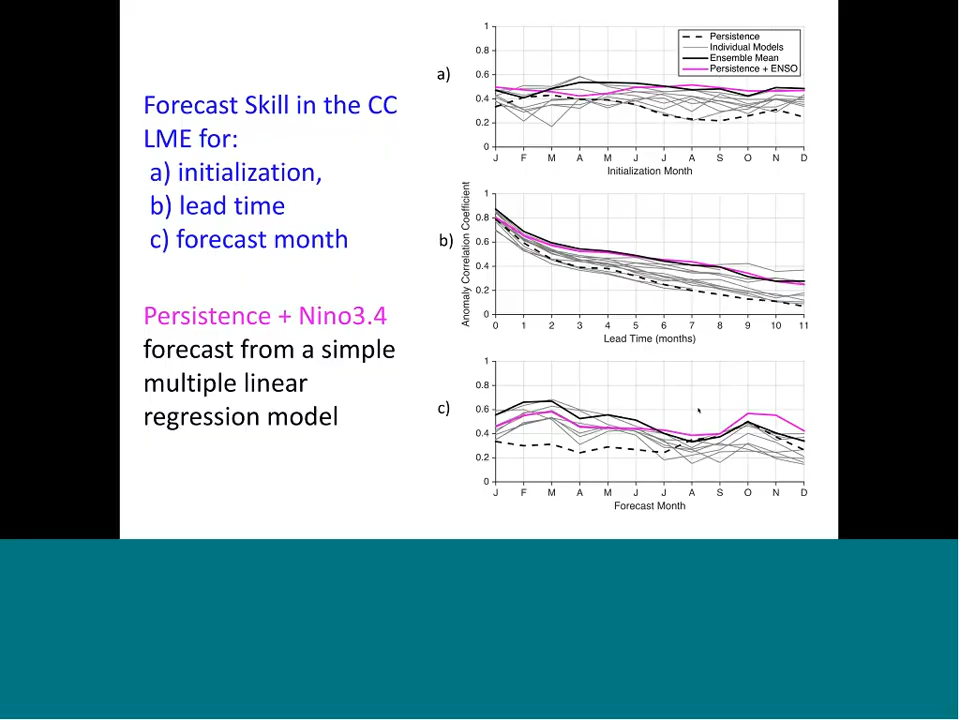 Forecast Skill in the CC
LME for:
a) initialization,
b) lead time
c) forecast month
Persistence + Nino3.4
forecast from a simple
multiple linear
regression model
a)
1
0.8
0.6
0.4
0.2
0
Persistence
Individual Models
Ensemble Mean
Persistence + ENSO
J F M A M J J A S O N D
Initialization Month
b)
Anomaly Correlation Coefficient
1
0.8
0.6
0.4
0.2
0
0 1 2 3 4 5 6 7 8 9 10 11
Lead Time (months)
c)
1
0.8
0.6
0.4
0.2
0
J F M A M J J A S O N D
Forecast Month